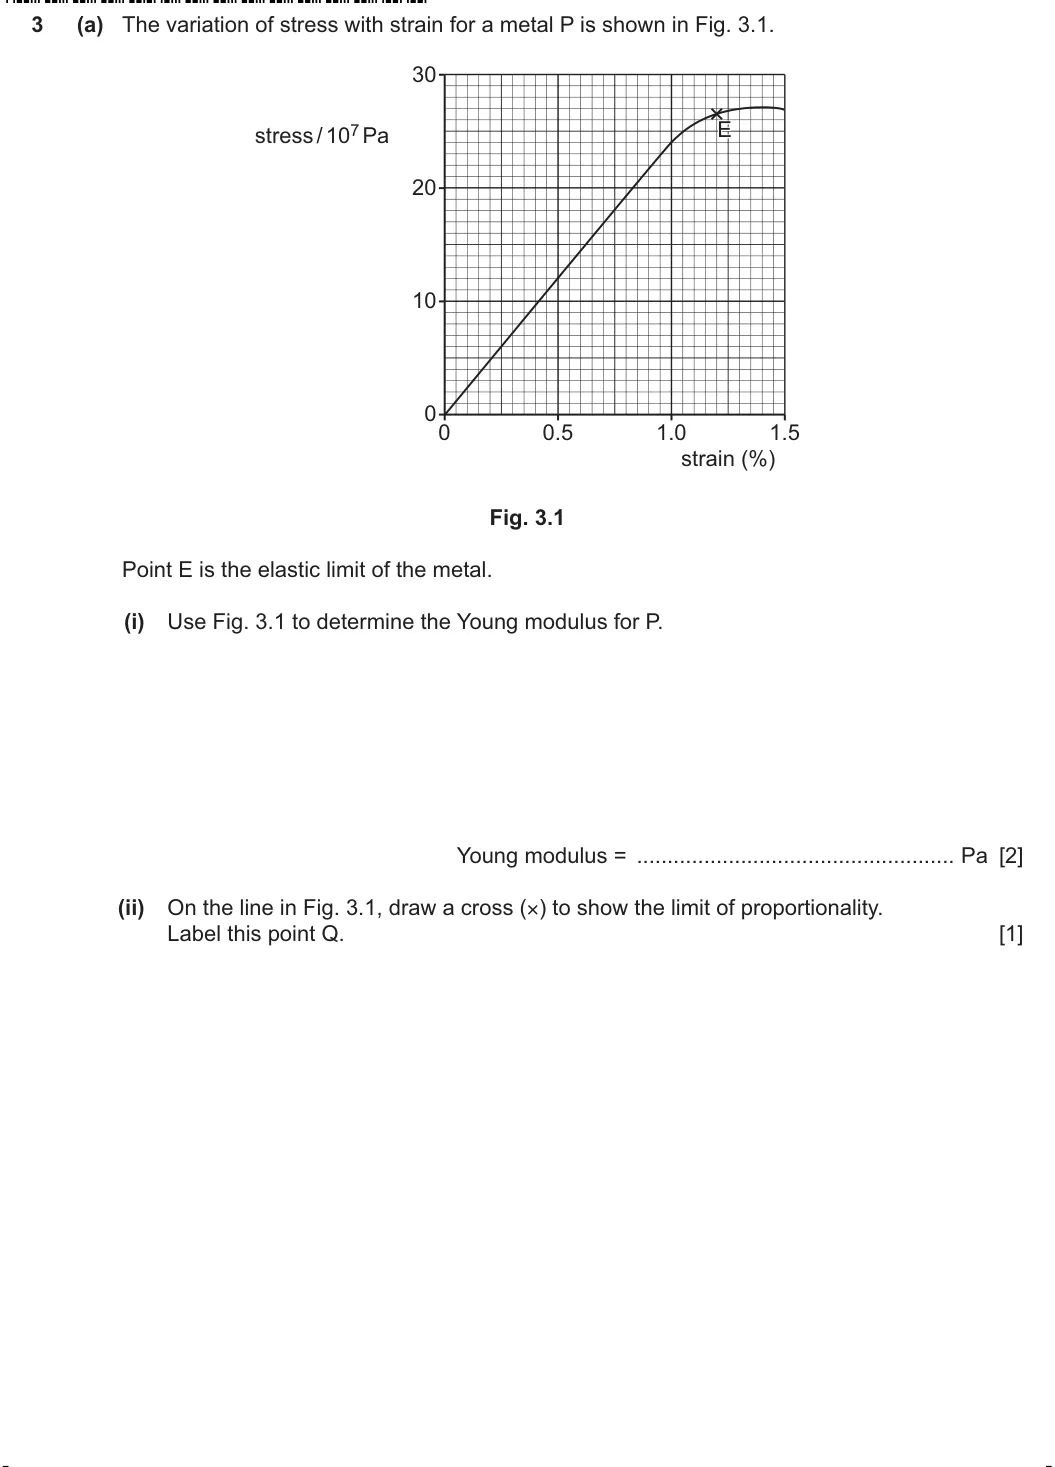 3 (a) The variation of stress with strain for a metal P is shown in Fig. 3.1.
30
stress / 10⁷ Pa
E
20
10
0
0 0.5 1.0 1.5
strain (%)
Fig. 3.1
Point E is the elastic limit of the metal.
(i) Use Fig. 3.1 to determine the Young modulus for P.
Young modulus = .................................................... Pa [2]
(ii) On the line in Fig. 3.1, draw a cross (×) to show the limit of proportionality.
Label this point Q. [1]